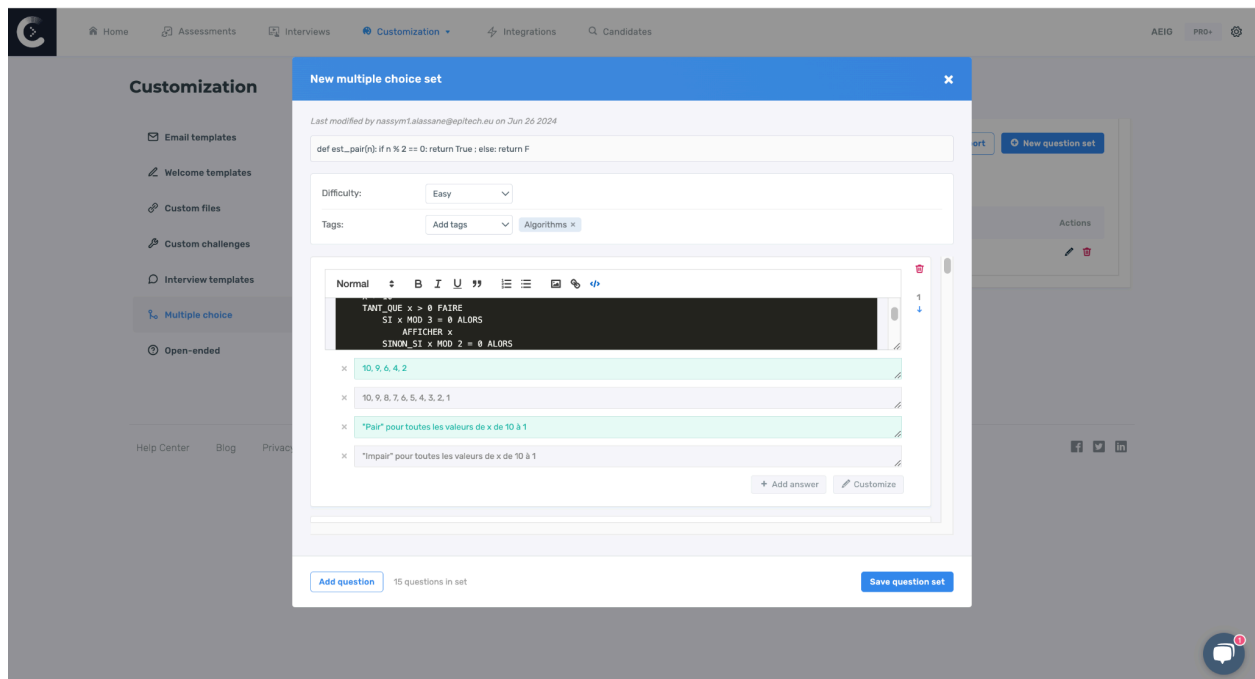 Home
Assessments
Interviews
Customization
Integrations
Candidates
AEIG
PRO+
Customization
New multiple choice set
Last modified by nassym1.alassane@epitech.eu on Jun 26 2024
Email templates
def est_pair(n): if n % 2 == 0: return True ; else: return F
New question set
Welcome templates
Difficulty:
Easy
Custom files
Tags:
Add tags
Algorithms ×
Actions
Custom challenges
Interview templates
Normal
B I U
1
TANT_QUE x > 0 FAIRE
SI x MOD 3 = 0 ALORS
AFFICHER x
SINON_SI x MOD 2 = 0 ALORS
Multiple choice
Open-ended
10, 9, 6, 4, 2
10, 9, 8, 7, 6, 5, 4, 3, 2, 1
"Pair" pour toutes les valeurs de x de 10 à 1
"Impair" pour toutes les valeurs de x de 10 à 1
Help Center
Blog
+ Add answer
Customize
Add question
15 questions in set
Save question set
1